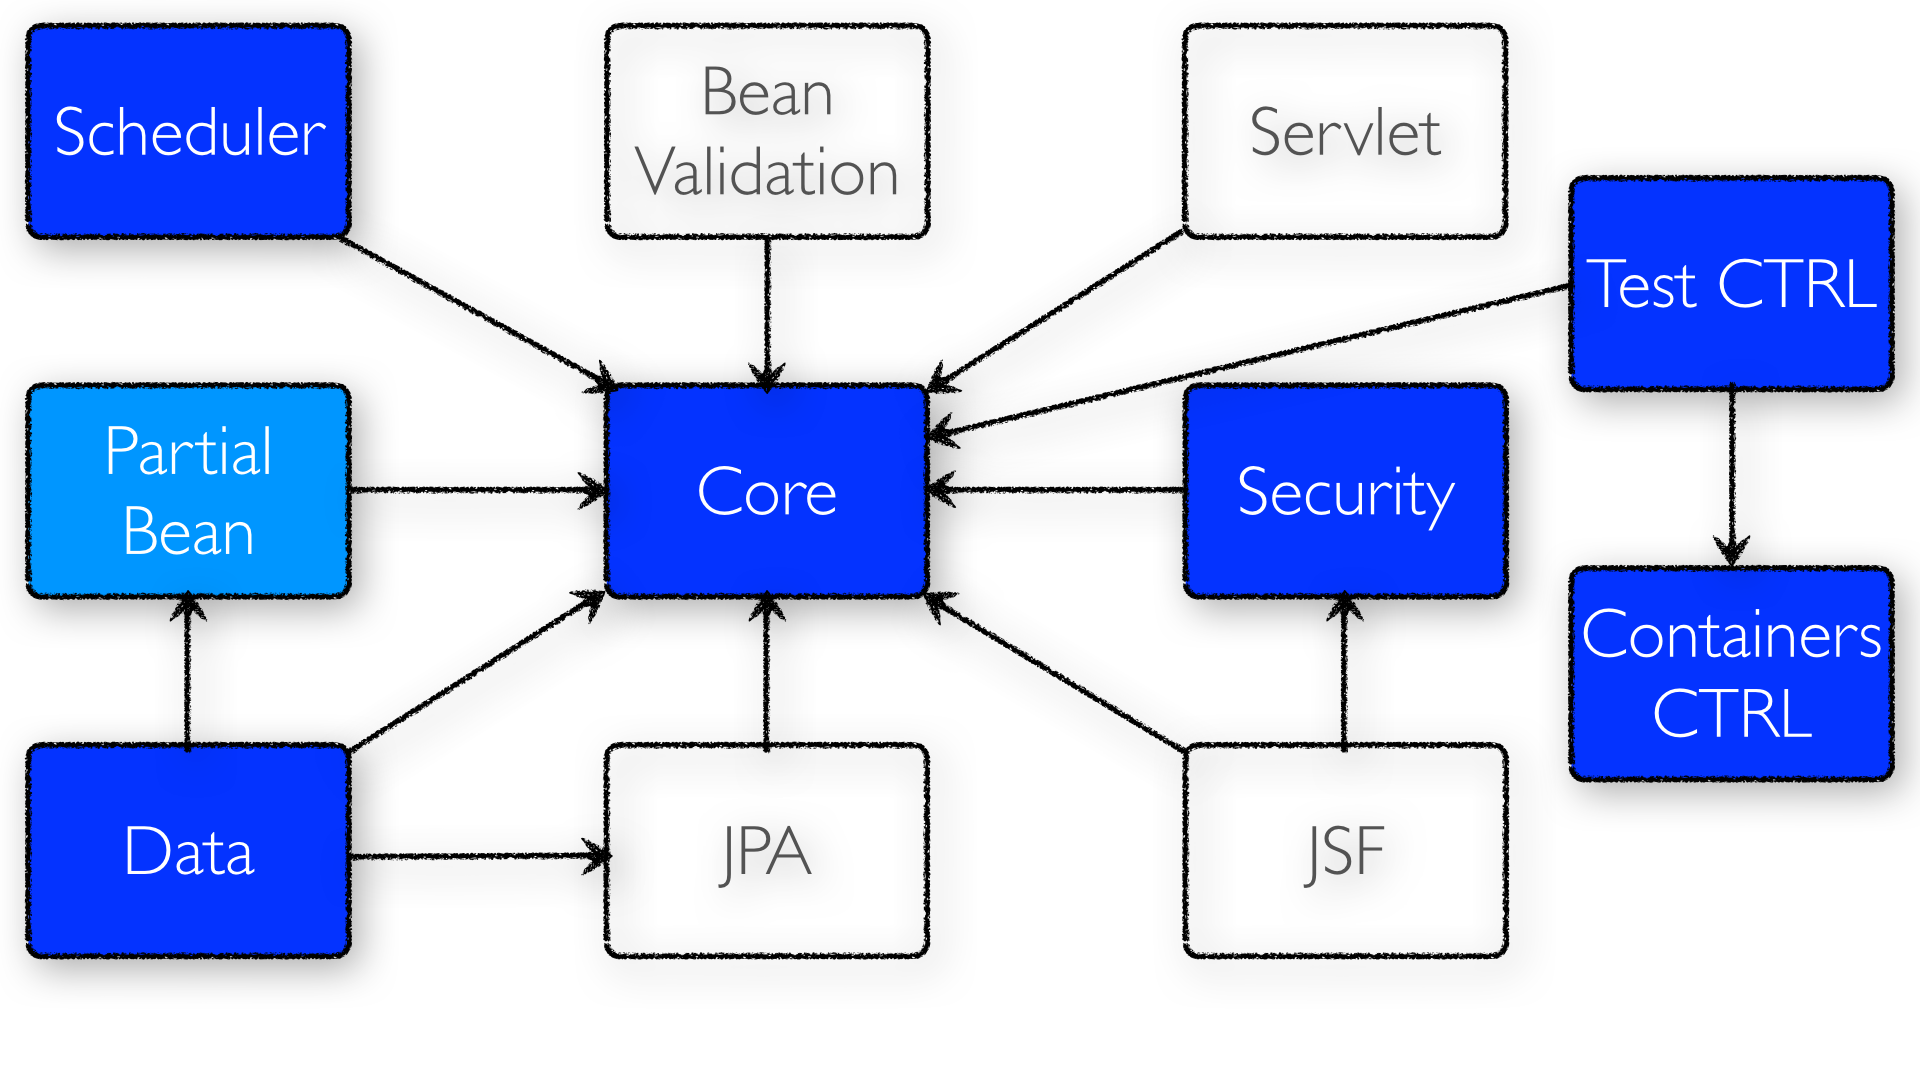 Scheduler
Bean
Validation
Servlet
Test CTRL
Partial
Bean
Core
Security
Containers
CTRL
Data
JPA
JSF